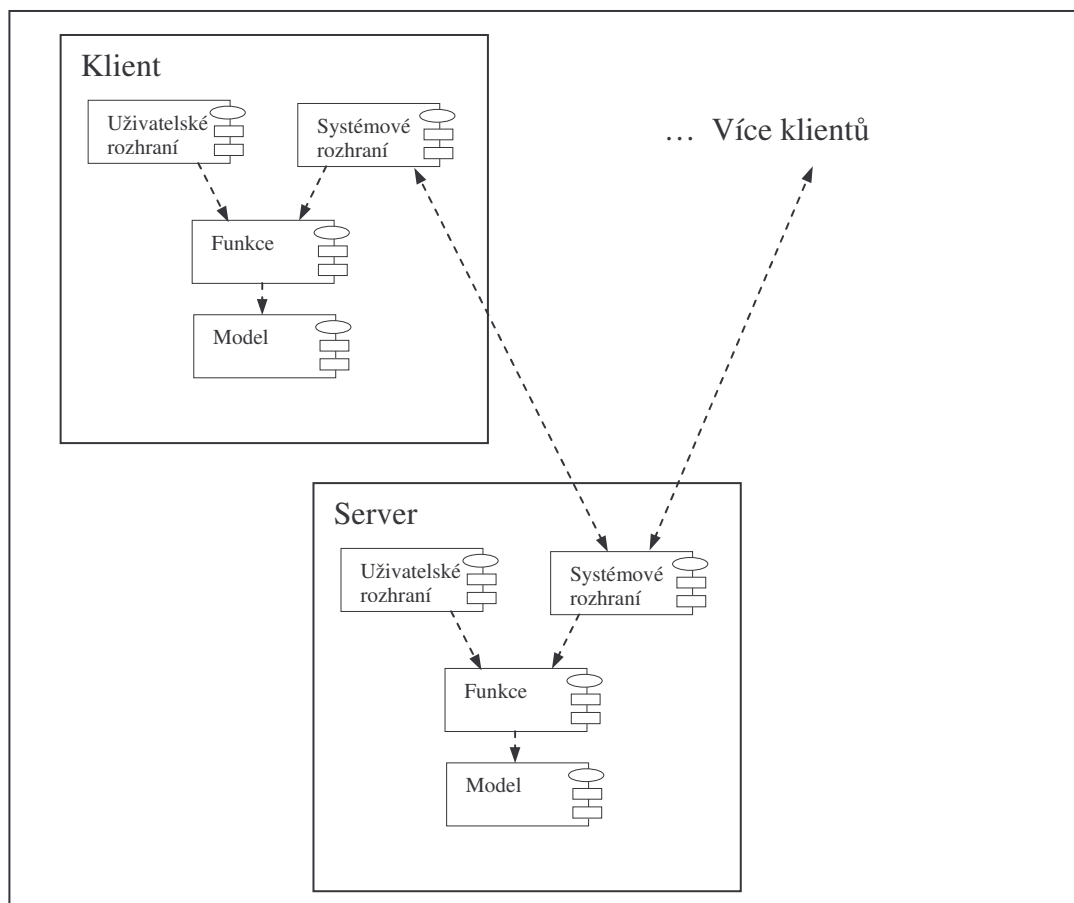 Klient
Uživatelské
rozhraní
Systémové
rozhraní
… Více klientů
Funkce
Model
Server
Uživatelské
rozhraní
Systémové
rozhraní
Funkce
Model